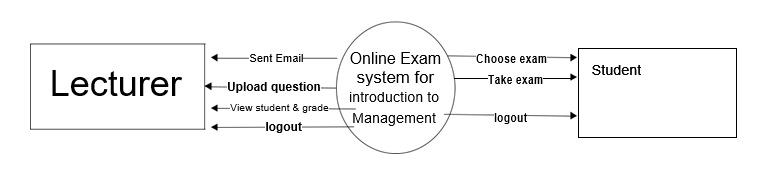 Lecturer
Sent Email
Upload question
View student & grade
logout
Online Exam
system for
introduction to
Management
Choose exam
Take exam
logout
Student